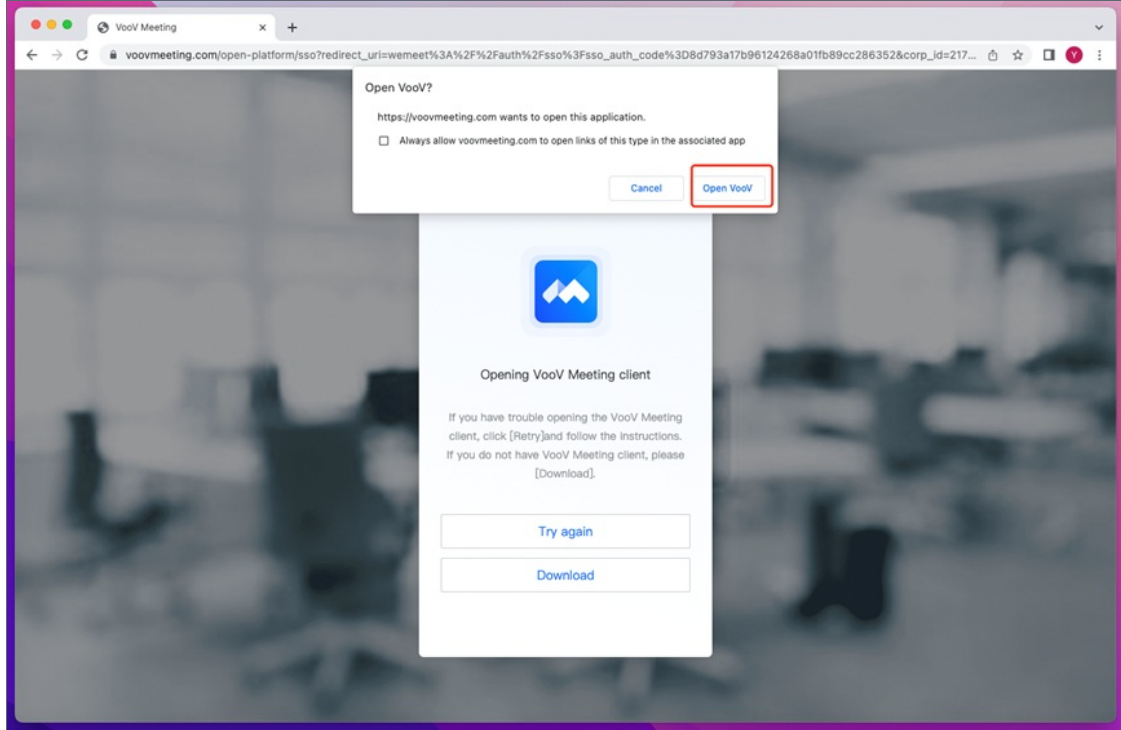 VooV Meeting
voovmeeting.com/open-platform/sso?redirect_uri=wemeet%3A%2F%2Fauth%2Fsso%3Fsso_auth_code%3D8d793a17b96124268a01fb89cc286352&corp_id=217...
Y
Open VooV?
https://voovmeeting.com wants to open this application.
Always allow voovmeeting.com to open links of this type in the associated app
Cancel
Open VooV
Opening VooV Meeting client
If you have trouble opening the VooV Meeting
client, click [Retry]and follow the instructions.
If you do not have VooV Meeting client, please
[Download].
Try again
Download